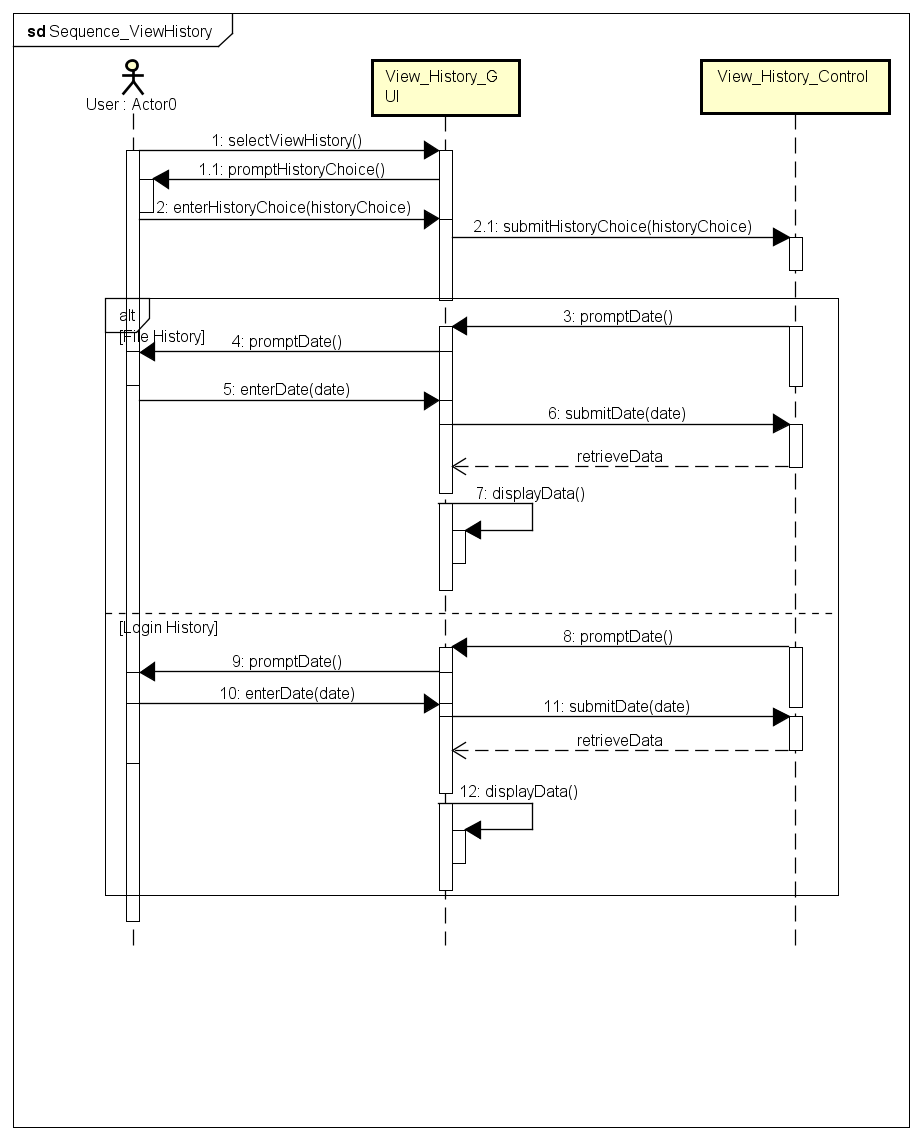 sd Sequence_ViewHistory
User : Actor0
View_History_G
UI
View_History_Control
1: selectViewHistory()
1.1: promptHistoryChoice()
2: enterHistoryChoice(historyChoice)
2.1: submitHistoryChoice(historyChoice)
alt
[File History]
3: promptDate()
4: promptDate()
5: enterDate(date)
6: submitDate(date)
retrieveData
7: displayData()
[Login History]
8: promptDate()
9: promptDate()
10: enterDate(date)
11: submitDate(date)
retrieveData
12: displayData()